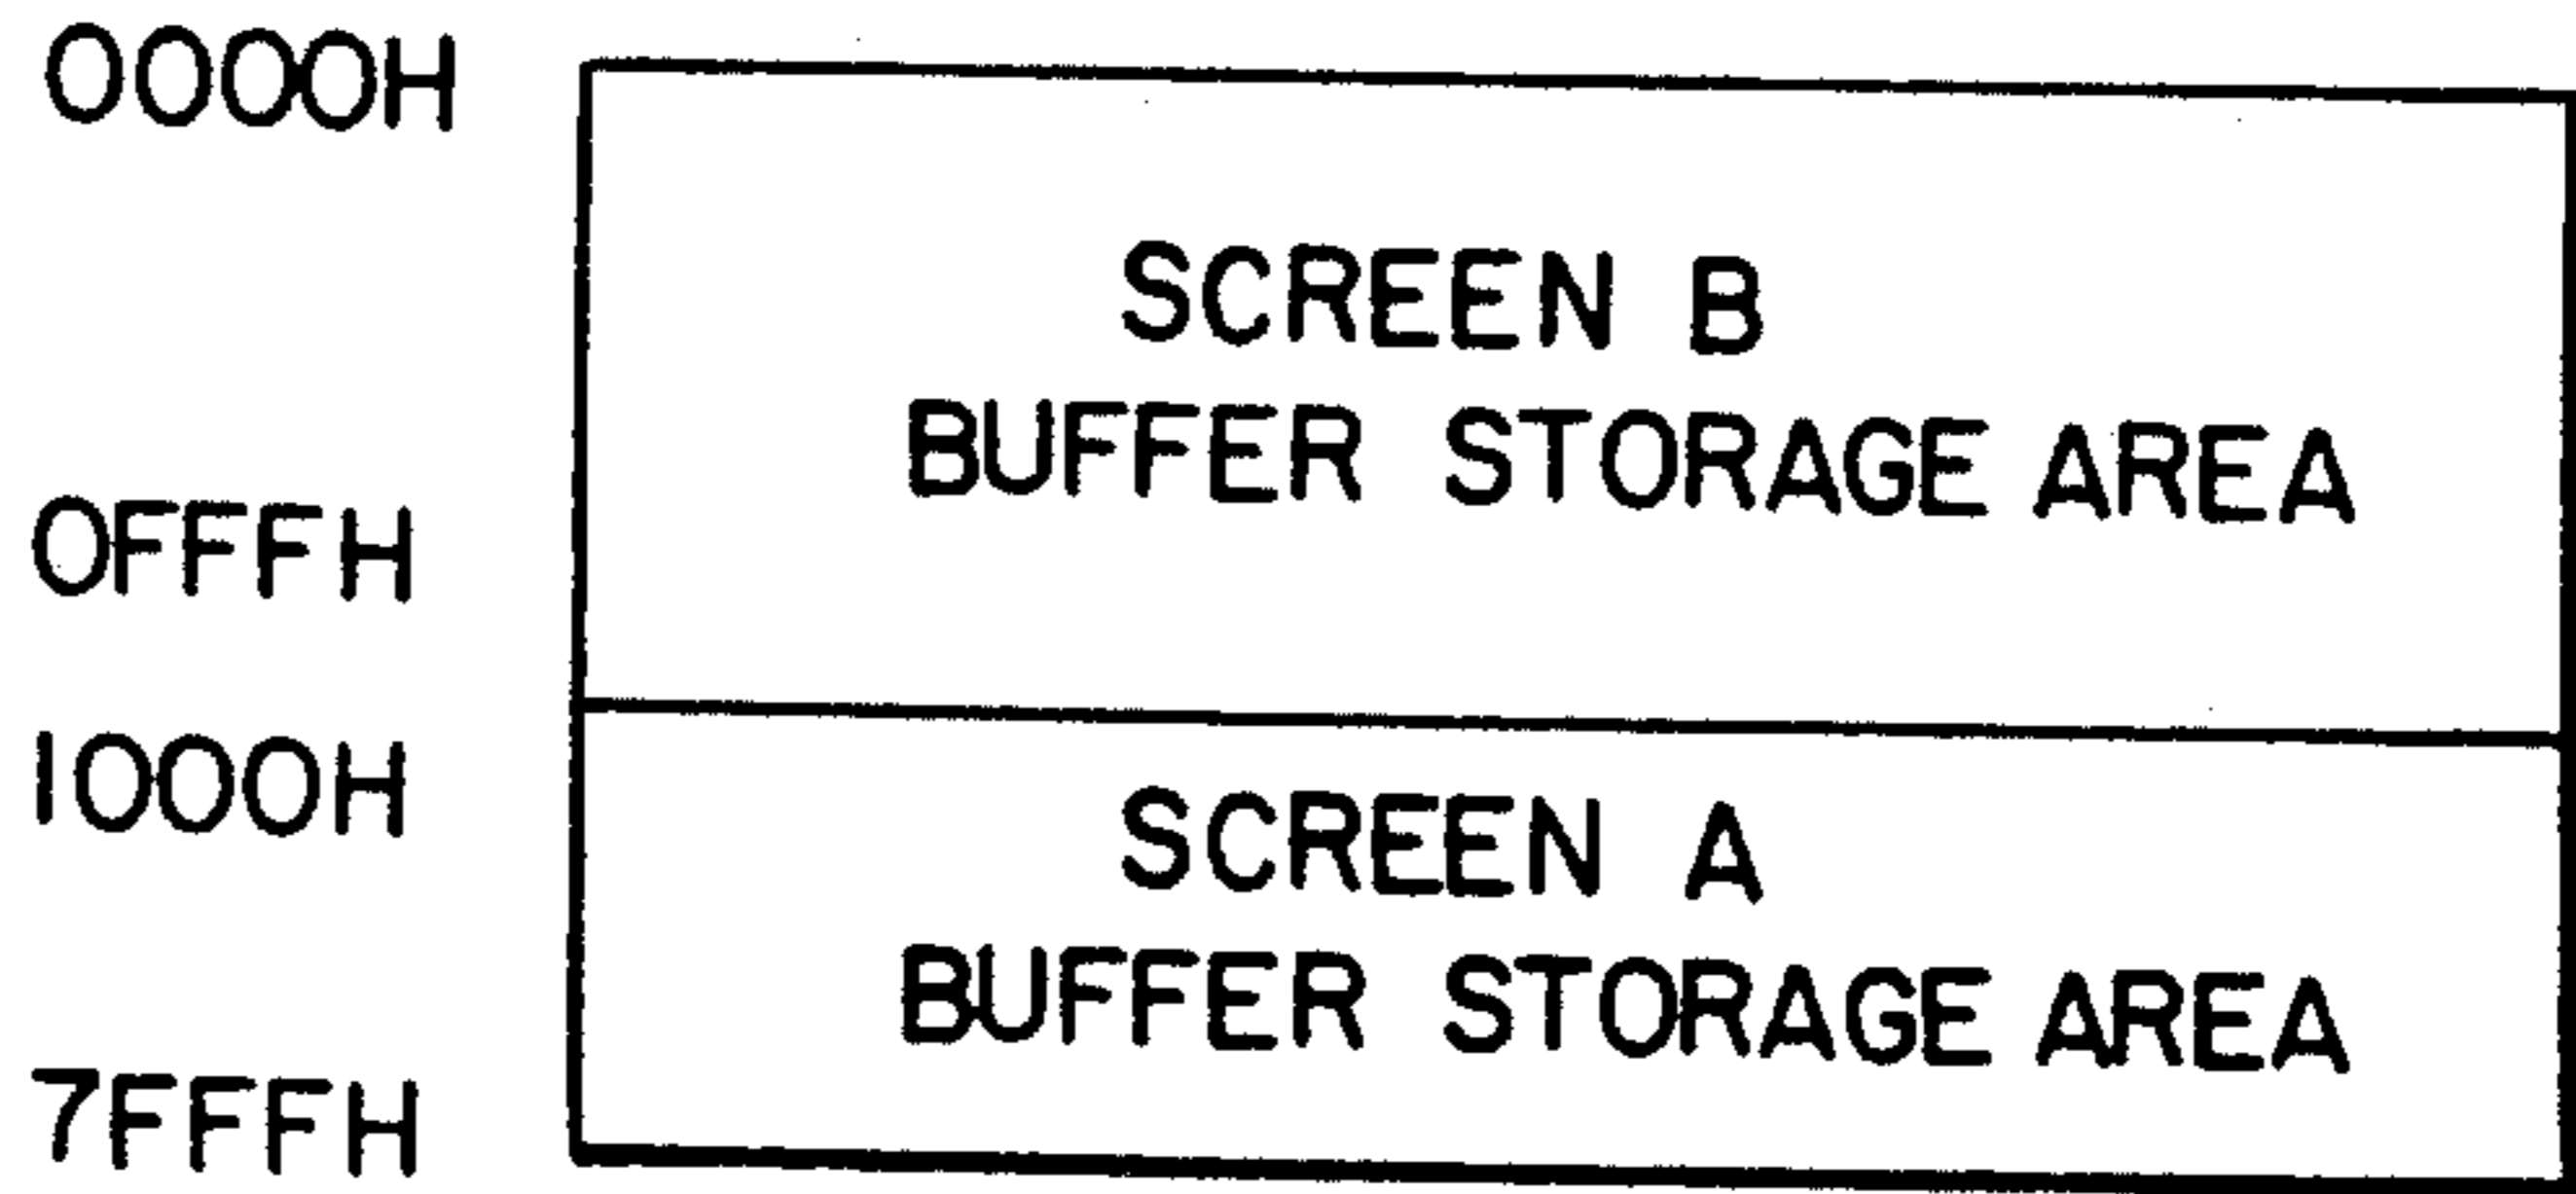 0000H
SCREEN B
BUFFER STORAGE AREA
0FFFH
1000H
SCREEN A
BUFFER STORAGE AREA
7FFFH